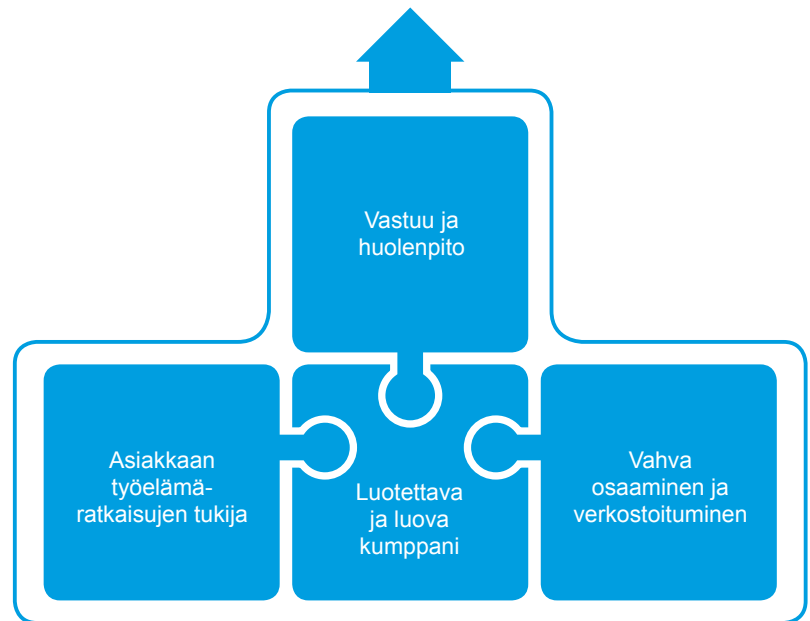 Vastuu ja
huolenpito
Asiakkaan
työelämä-
ratkaisujen tukija
Luotettava
ja luova
kumppani
Vahva
osaaminen ja
verkostoituminen